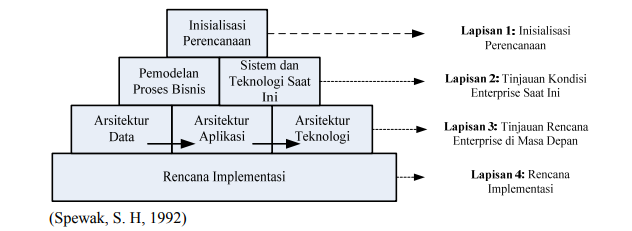 Inisialisasi
Perencanaan
Lapisan 1: Inisialisasi
Perencanaan
Pemodelan
Proses Bisnis
Sistem dan
Teknologi Saat
Ini
Lapisan 2: Tinjauan Kondisi
Enterprise Saat Ini
Arsitektur
Data
Arsitektur
Aplikasi
Arsitektur
Teknologi
Lapisan 3: Tinjauan Rencana
Enterprise di Masa Depan
Rencana Implementasi
Lapisan 4: Rencana
Implementasi
(Spewak, S. H, 1992)